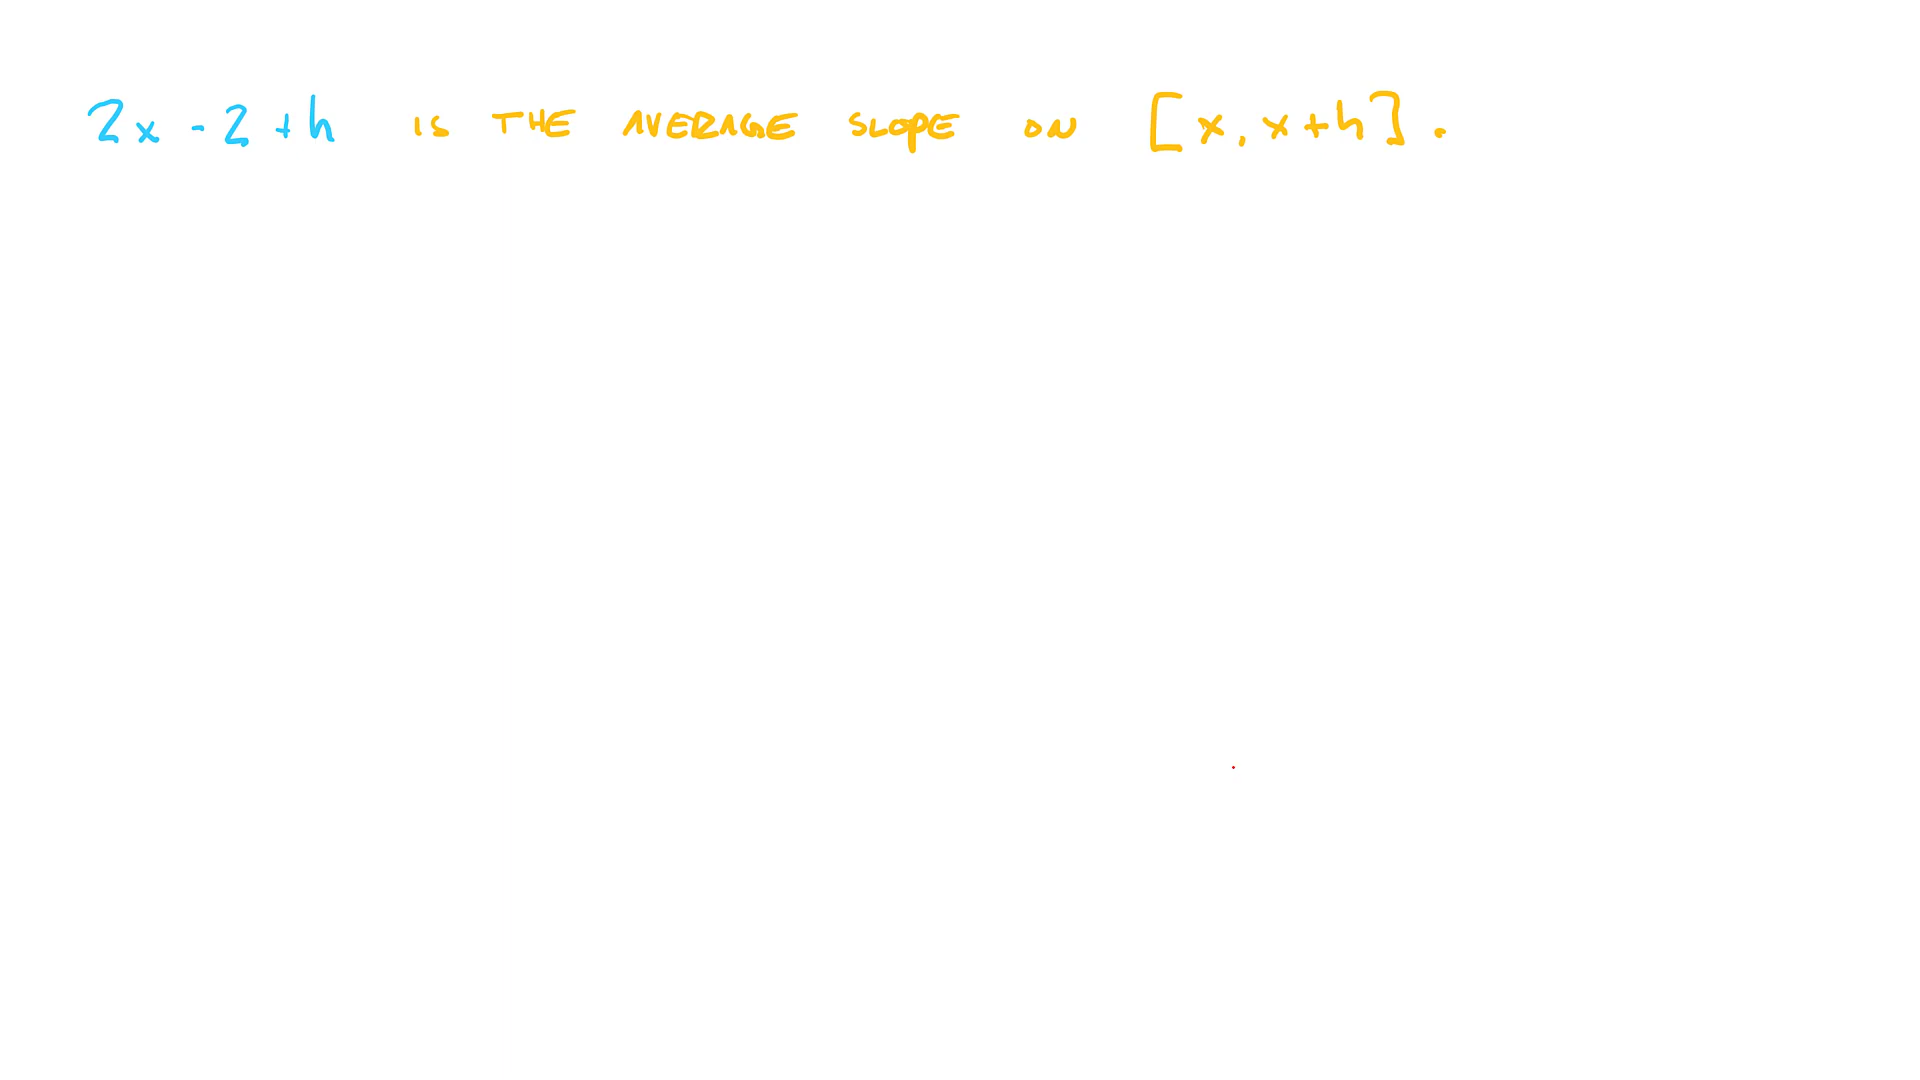 2x - 2 + h IS THE AVERAGE SLOPE ON [x, x+h].